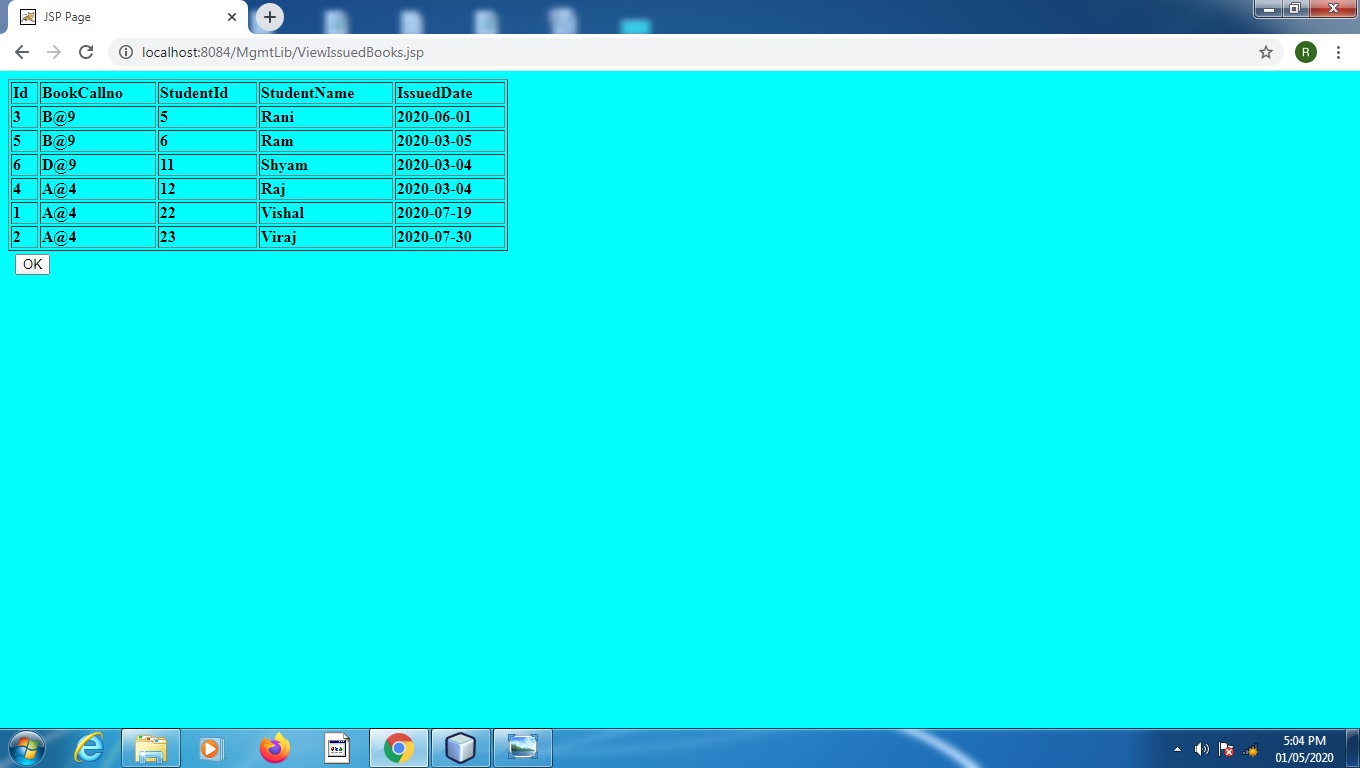 JSP Page
localhost:8084/MgmtLib/ViewIssuedBooks.jsp
R
Id BookCallno StudentId StudentName IssuedDate
3 B@9 5 Rani 2020-06-01
5 B@9 6 Ram 2020-03-05
6 D@9 11 Shyam 2020-03-04
4 A@4 12 Raj 2020-03-04
1 A@4 22 Vishal 2020-07-19
2 A@4 23 Viraj 2020-07-30
OK
5:04 PM
01/05/2020